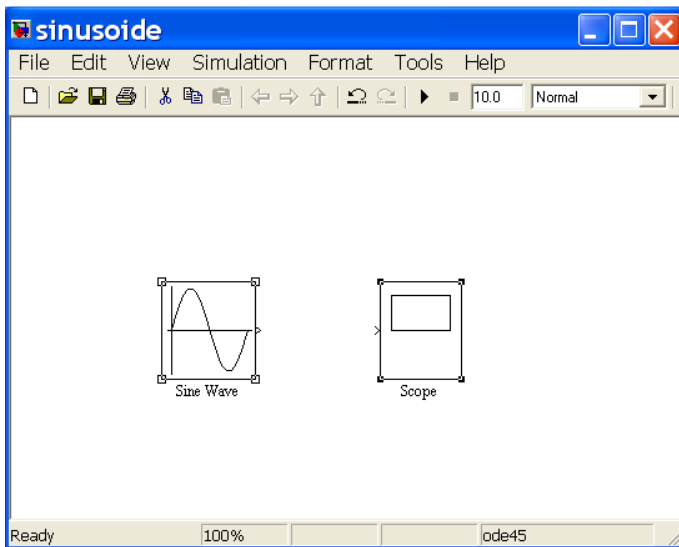 sinusoide
File Edit View Simulation Format Tools Help
10.0 Normal
Sine Wave Scope
Ready 100% ode45